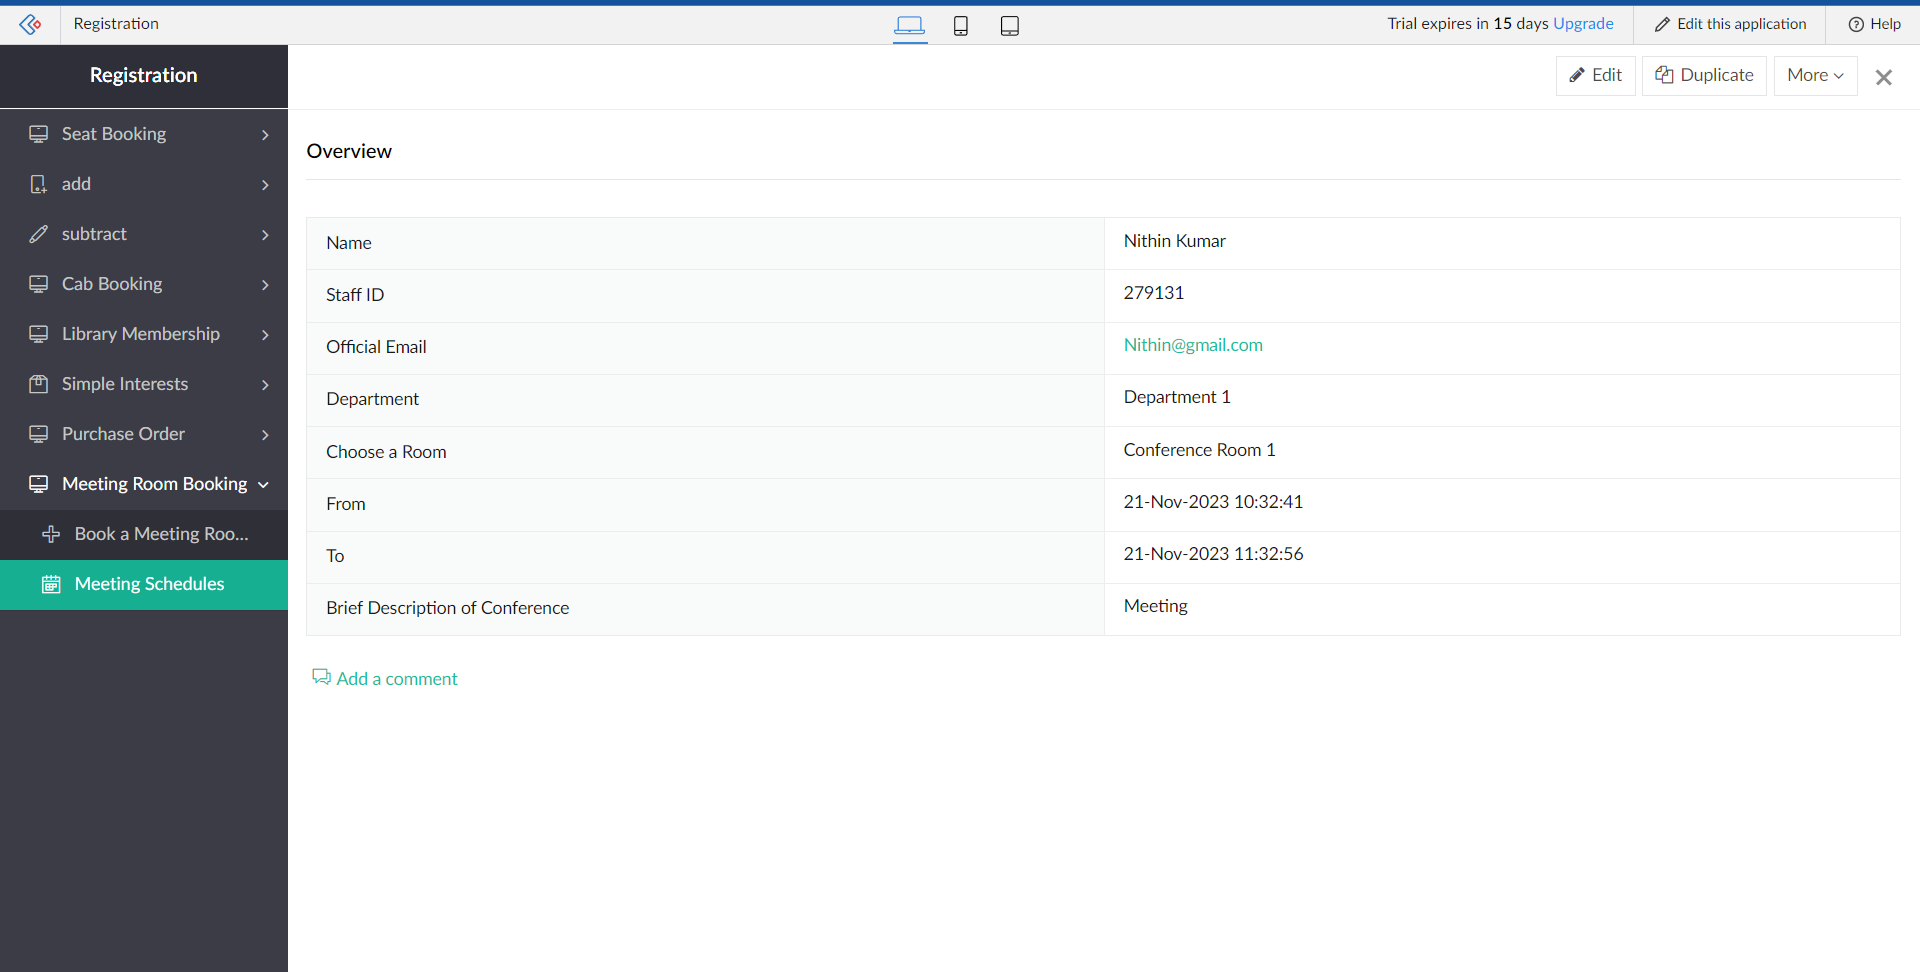 Registration
Trial expires in 15 days Upgrade
Edit this application
Help
Registration
Edit
Duplicate
More
Seat Booking
add
subtract
Cab Booking
Library Membership
Simple Interests
Purchase Order
Meeting Room Booking
Book a Meeting Roo...
Meeting Schedules
Overview
Name Nithin Kumar
Staff ID 279131
Official Email Nithin@gmail.com
Department Department 1
Choose a Room Conference Room 1
From 21-Nov-2023 10:32:41
To 21-Nov-2023 11:32:56
Brief Description of Conference Meeting
Add a comment